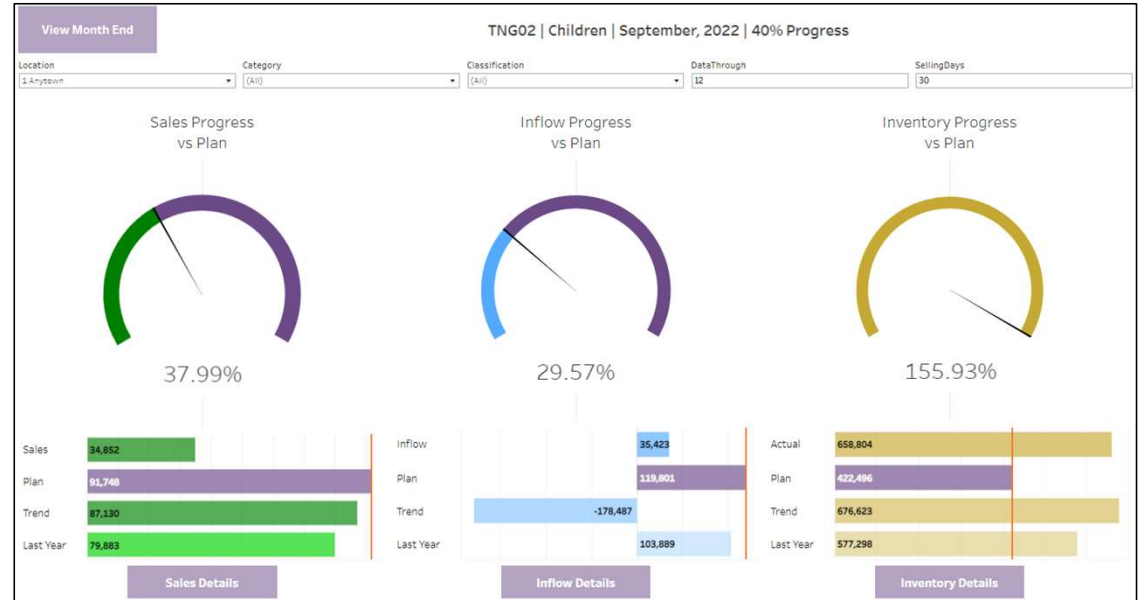 View Month End
TNG02 | Children | September, 2022 | 40% Progress
Location
1 Anytown
Category
(All)
Classification
(All)
DataThrough
12
SellingDays
30
Sales Progress
vs Plan
37.99%
Sales 34,852
Plan 91,748
Trend 87,130
Last Year 79,883
Sales Details
Inflow Progress
vs Plan
29.57%
Inflow 35,423
Plan 119,801
Trend -178,487
Last Year 103,889
Inflow Details
Inventory Progress
vs Plan
155.93%
Actual 658,804
Plan 422,496
Trend 676,623
Last Year 577,298
Inventory Details